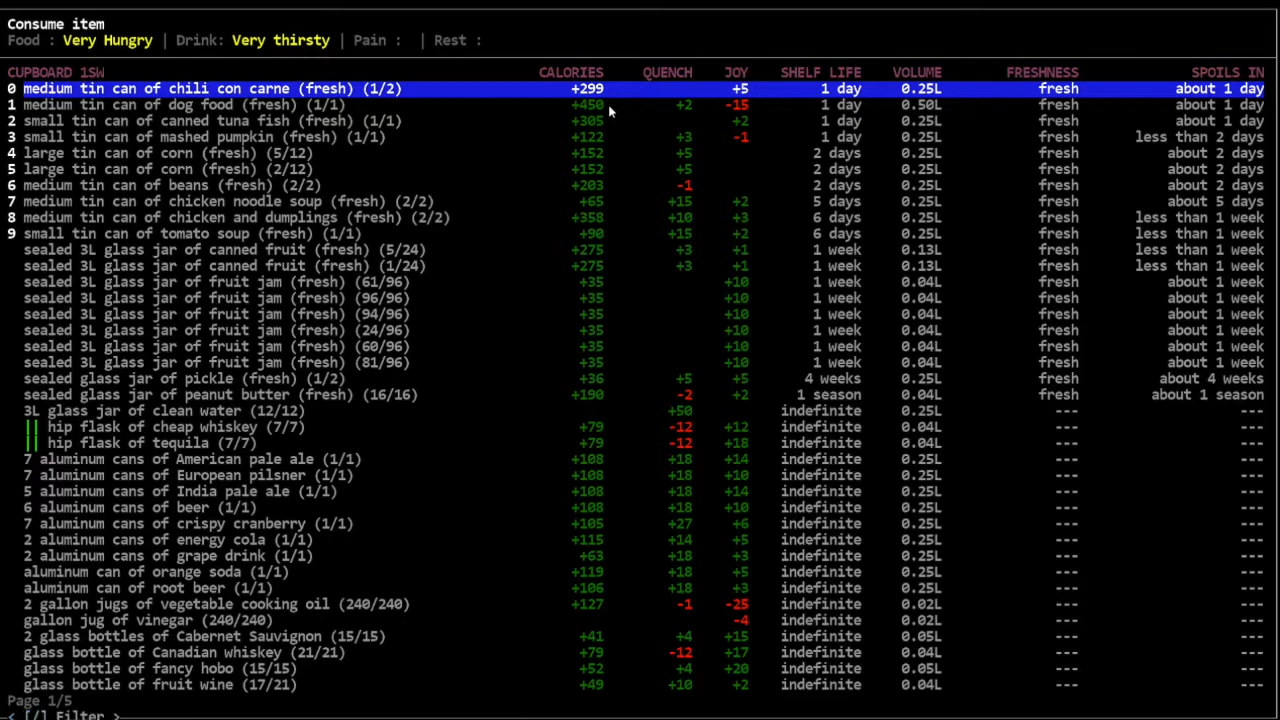 Consume item
Food : Very Hungry | Drink: Very thirsty | Pain : | Rest :
CUPBOARD 1SW CALORIES QUENCH JOY SHELF LIFE VOLUME FRESHNESS SPOILS IN
0 medium tin can of chili con carne (fresh) (1/2) +299 +5 1 day 0.25L fresh about 1 day
1 medium tin can of dog food (fresh) (1/1) +450 +2 -15 1 day 0.50L fresh about 1 day
2 small tin can of canned tuna fish (fresh) (1/1) +305 +2 1 day 0.25L fresh about 1 day
3 small tin can of mashed pumpkin (fresh) (1/1) +122 +3 -1 1 day 0.25L fresh less than 2 days
4 large tin can of corn (fresh) (5/12) +152 +5 2 days 0.25L fresh about 2 days
5 large tin can of corn (fresh) (2/12) +152 +5 2 days 0.25L fresh about 2 days
6 medium tin can of beans (fresh) (2/2) +203 -1 2 days 0.25L fresh about 2 days
7 medium tin can of chicken noodle soup (fresh) (2/2) +65 +15 +2 5 days 0.25L fresh about 5 days
8 medium tin can of chicken and dumplings (fresh) (2/2) +358 +10 +3 6 days 0.25L fresh less than 1 week
9 small tin can of tomato soup (fresh) (1/1) +90 +15 +2 6 days 0.25L fresh less than 1 week
sealed 3L glass jar of canned fruit (fresh) (5/24) +275 +3 +1 1 week 0.13L fresh less than 1 week
sealed 3L glass jar of canned fruit (fresh) (1/24) +275 +3 +1 1 week 0.13L fresh less than 1 week
sealed 3L glass jar of fruit jam (fresh) (61/96) +35 +10 1 week 0.04L fresh about 1 week
sealed 3L glass jar of fruit jam (fresh) (96/96) +35 +10 1 week 0.04L fresh about 1 week
sealed 3L glass jar of fruit jam (fresh) (94/96) +35 +10 1 week 0.04L fresh about 1 week
sealed 3L glass jar of fruit jam (fresh) (24/96) +35 +10 1 week 0.04L fresh about 1 week
sealed 3L glass jar of fruit jam (fresh) (60/96) +35 +10 1 week 0.04L fresh about 1 week
sealed 3L glass jar of fruit jam (fresh) (81/96) +35 +10 1 week 0.04L fresh about 1 week
sealed glass jar of pickle (fresh) (1/2) +36 +5 +5 4 weeks 0.25L fresh about 4 weeks
sealed glass jar of peanut butter (fresh) (16/16) +190 -2 +2 1 season 0.04L fresh about 1 season
3L glass jar of clean water (12/12) +50 indefinite 0.25L --- ---
|| hip flask of cheap whiskey (7/7) +79 -12 +12 indefinite 0.04L --- ---
|| hip flask of tequila (7/7) +79 -12 +18 indefinite 0.04L --- ---
7 aluminum cans of American pale ale (1/1) +108 +18 +14 indefinite 0.25L --- ---
7 aluminum cans of European pilsner (1/1) +108 +18 +10 indefinite 0.25L --- ---
5 aluminum cans of India pale ale (1/1) +108 +18 +14 indefinite 0.25L --- ---
6 aluminum cans of beer (1/1) +108 +18 +10 indefinite 0.25L --- ---
7 aluminum cans of crispy cranberry (1/1) +105 +27 +6 indefinite 0.25L --- ---
2 aluminum cans of energy cola (1/1) +115 +14 +5 indefinite 0.25L --- ---
2 aluminum cans of grape drink (1/1) +63 +18 +3 indefinite 0.25L --- ---
aluminum can of orange soda (1/1) +119 +18 +5 indefinite 0.25L --- ---
aluminum can of root beer (1/1) +106 +18 +3 indefinite 0.25L --- ---
2 gallon jugs of vegetable cooking oil (240/240) +127 -1 -25 indefinite 0.02L --- ---
gallon jug of vinegar (240/240) -4 indefinite 0.02L --- ---
2 glass bottles of Cabernet Sauvignon (15/15) +41 +4 +15 indefinite 0.05L --- ---
glass bottle of Canadian whiskey (21/21) +79 -12 +17 indefinite 0.04L --- ---
glass bottle of fancy hobo (15/15) +52 +4 +20 indefinite 0.05L --- ---
glass bottle of fruit wine (17/21) +49 +10 +2 indefinite 0.04L --- ---
Page 1/5
< [/] Filter >